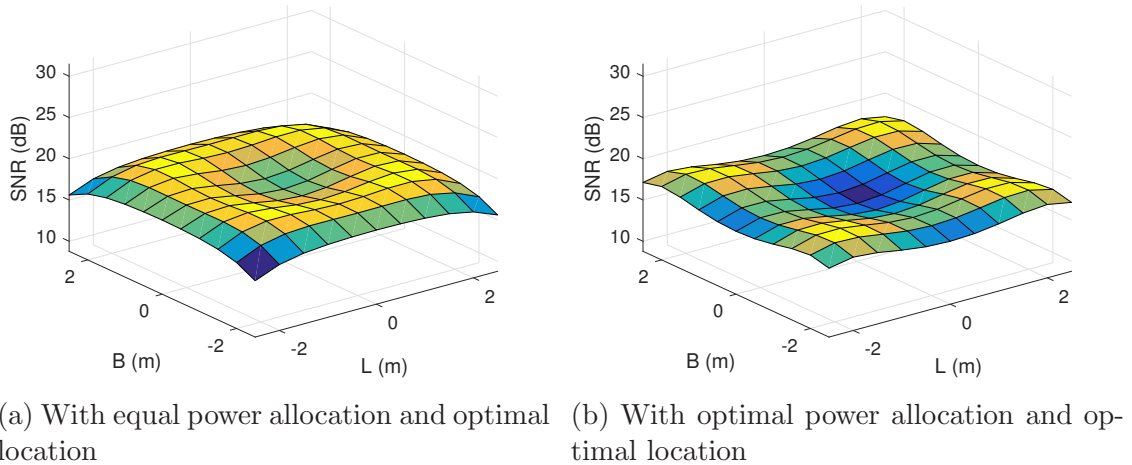 30
25
20
15
10
SNR (dB)
2
0
-2
B (m)
-2
0
2
L (m)
30
25
20
15
10
SNR (dB)
2
0
-2
B (m)
-2
0
2
L (m)
(a) With equal power allocation and optimal
location
(b) With optimal power allocation and op-
timal location